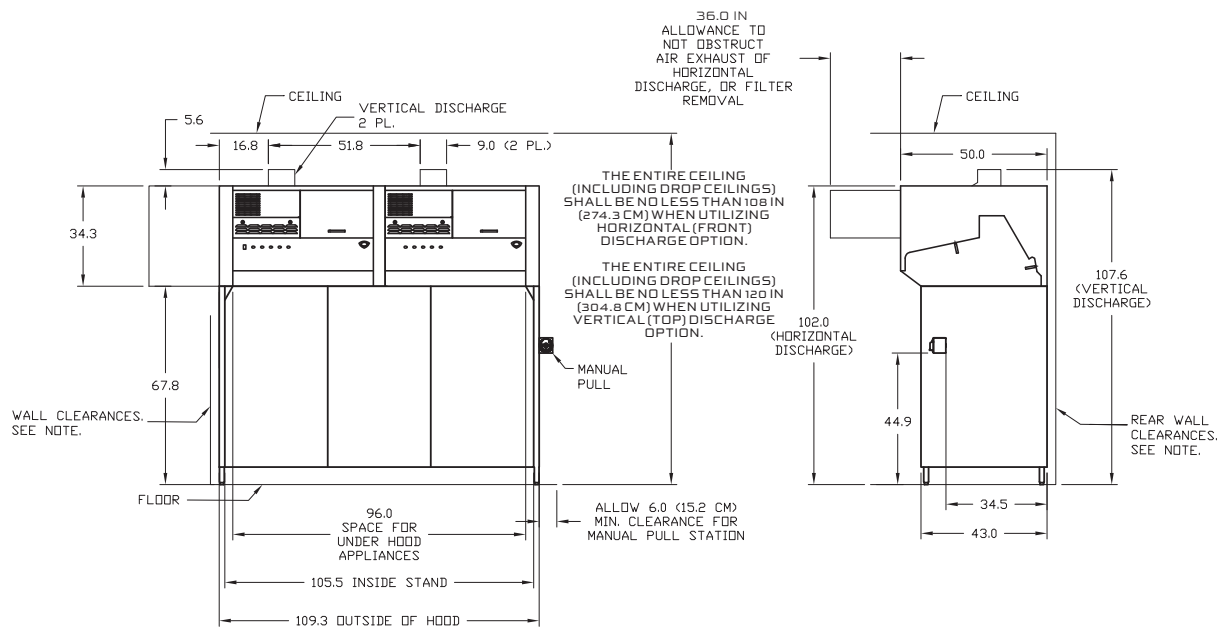 36.0 IN
ALLOWANCE TO
NOT OBSTRUCT
AIR EXHAUST OF
HORIZONTAL
DISCHARGE, OR FILTER
REMOVAL
CEILING
VERTICAL DISCHARGE
2 PL.
5.6
16.8
51.8
9.0 (2 PL.)
34.3
67.8
WALL CLEARANCES.
SEE NOTE.
FLOOR
96.0
SPACE FOR
UNDER HOOD
APPLIANCES
105.5 INSIDE STAND
109.3 OUTSIDE OF HOOD
THE ENTIRE CEILING
(INCLUDING DROP CEILINGS)
SHALL BE NO LESS THAN 108 IN
(274.3 CM) WHEN UTILIZING
HORIZONTAL (FRONT)
DISCHARGE OPTION.
THE ENTIRE CEILING
(INCLUDING DROP CEILINGS)
SHALL BE NO LESS THAN 120 IN
(304.8 CM) WHEN UTILIZING
VERTICAL (TOP) DISCHARGE
OPTION.
MANUAL
PULL
ALLOW 6.0 (15.2 CM)
MIN. CLEARANCE FOR
MANUAL PULL STATION
CEILING
50.0
102.0
(HORIZONTAL
DISCHARGE)
107.6
(VERTICAL
DISCHARGE)
44.9
REAR WALL
CLEARANCES.
SEE NOTE.
34.5
43.0